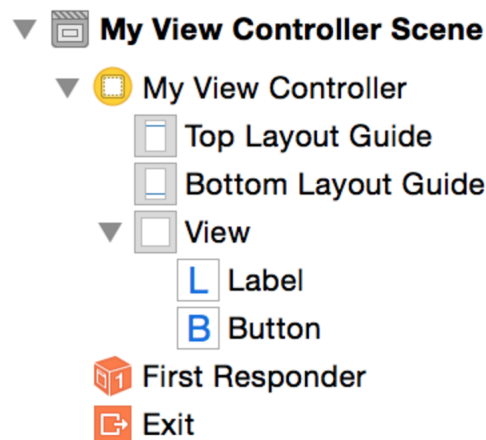 My View Controller Scene
My View Controller
Top Layout Guide
Bottom Layout Guide
View
L Label
B Button
1 First Responder
Exit